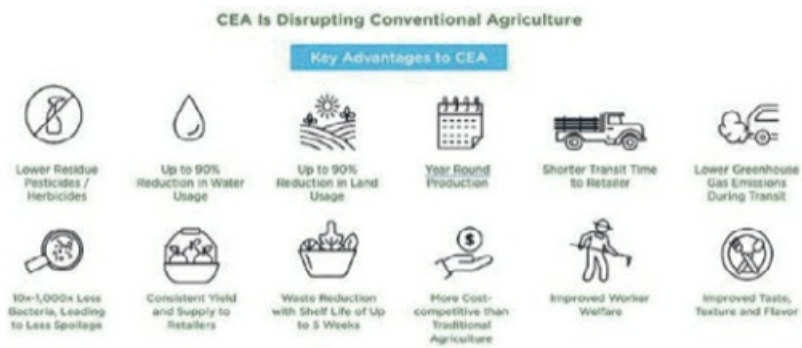 CEA Is Disrupting Conventional Agriculture
Key Advantages to CEA
Lower Residue
Pesticides /
Herbicides
Up to 90%
Reduction in Water
Usage
Up to 90%
Reduction in Land
Usage
Year Round
Production
Shorter Transit Time
to Retailer
Lower Greenhouse
Gas Emissions
During Transit
10x-1,000x Less
Bacteria, Leading
to Less Spoilage
Consistent Yield
and Supply to
Retailers
Waste Reduction
with Shelf Life of Up
to 5 Weeks
More Cost-
competitive than
Traditional
Agriculture
Improved Worker
Welfare
Improved Taste,
Texture and Flavor